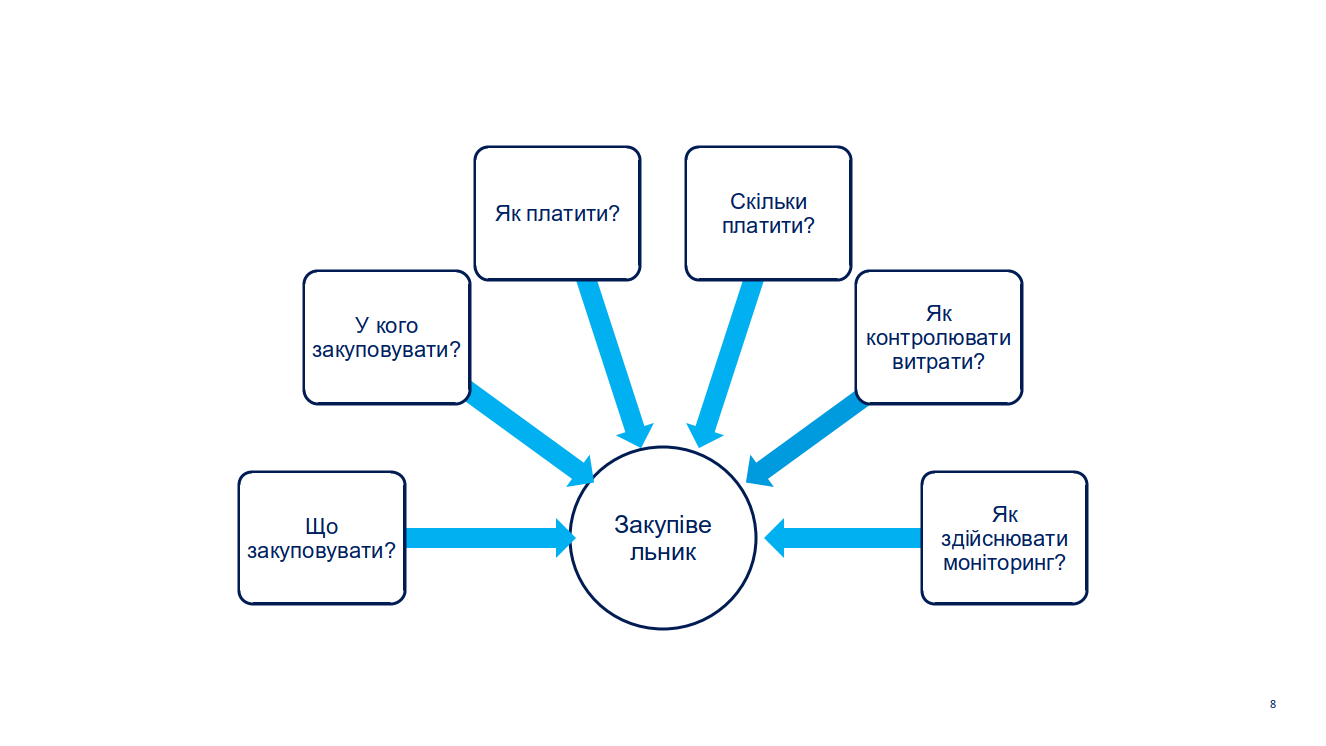 Як платити?
Скільки
платити?
У кого
закуповувати?
Як
контролювати
витрати?
Що
закуповувати?
Закупіве
льник
Як
здійснювати
моніторинг?
8